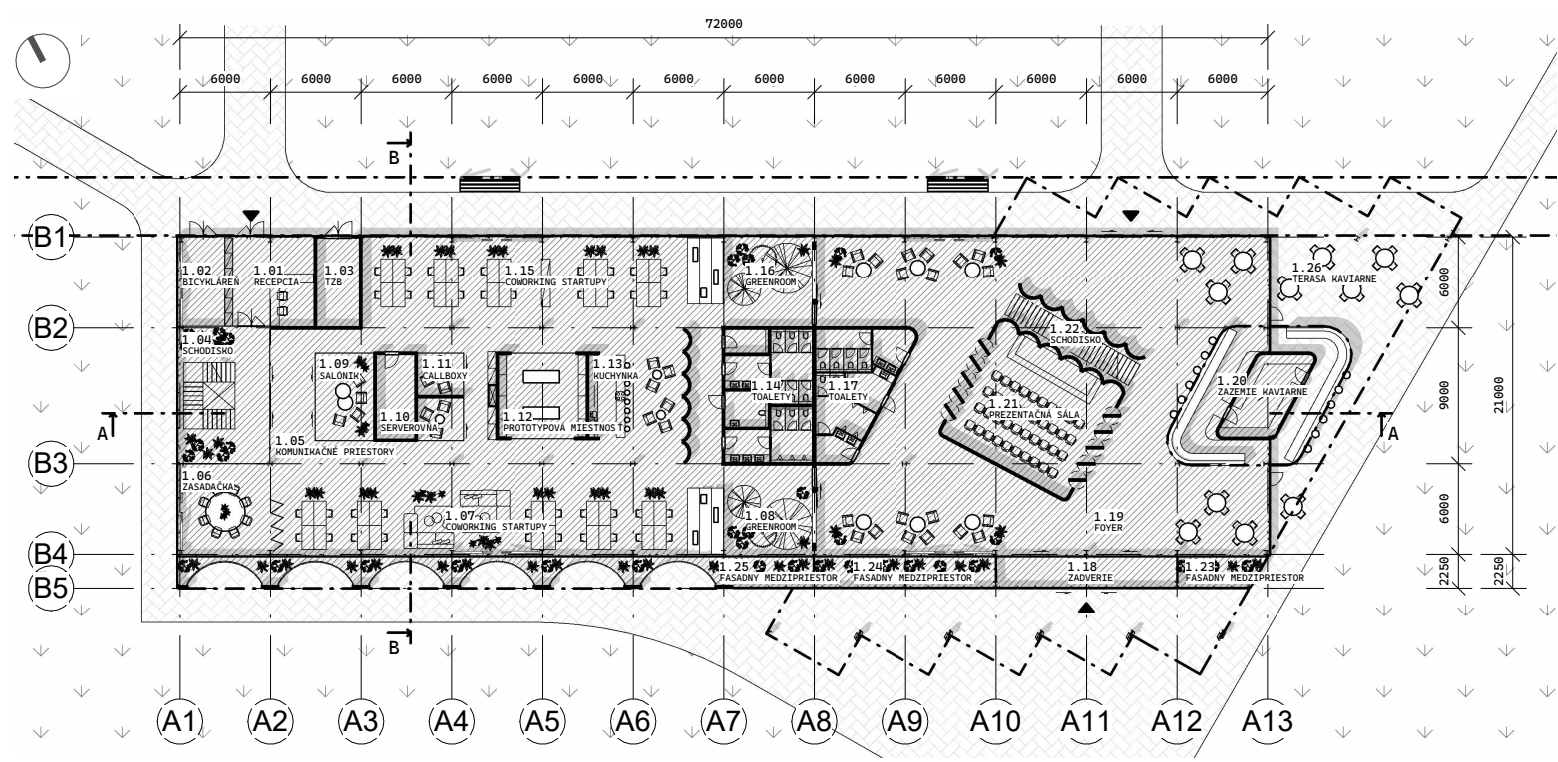 72000
6000 6000 6000 6000 6000 6000 6000 6000 6000 6000 6000 6000
B
B1
1.02
BICYKLÁREŇ
1.01
RECEPCIA
1.03
TZB
1.15
COWORKING STARTUPY
1.16
GREENROOM
1.26
TERASA KAVIARNE
6000
B2
1.04
SCHODISKO
1.22
SCHODISKO
1.09
SALÓNIK
1.11
CALLBOXY
1.13
KUCHYNKA
1.14
TOALETY
1.17
TOALETY
1.20
ZÁZEMIE KAVIARNE
9000
21000
1.10
SERVEROVŇA
1.12
PROTOTYPOVÁ MIESTNOSŤ
1.21
PREZENTAČNÁ SÁLA
A
A
1.05
KOMUNIKAČNÉ PRIESTORY
B3
1.06
ZASADAČKA
1.07
COWORKING STARTUPY
1.08
GREENROOM
1.19
FOYER
6000
B4
1.25
FASÁDNY MEDZIPRIESTOR
1.24
FASÁDNY MEDZIPRIESTOR
1.18
ZÁDVERIE
1.23
FASÁDNY MEDZIPRIESTOR
2250
2250
B5
B
A1 A2 A3 A4 A5 A6 A7 A8 A9 A10 A11 A12 A13